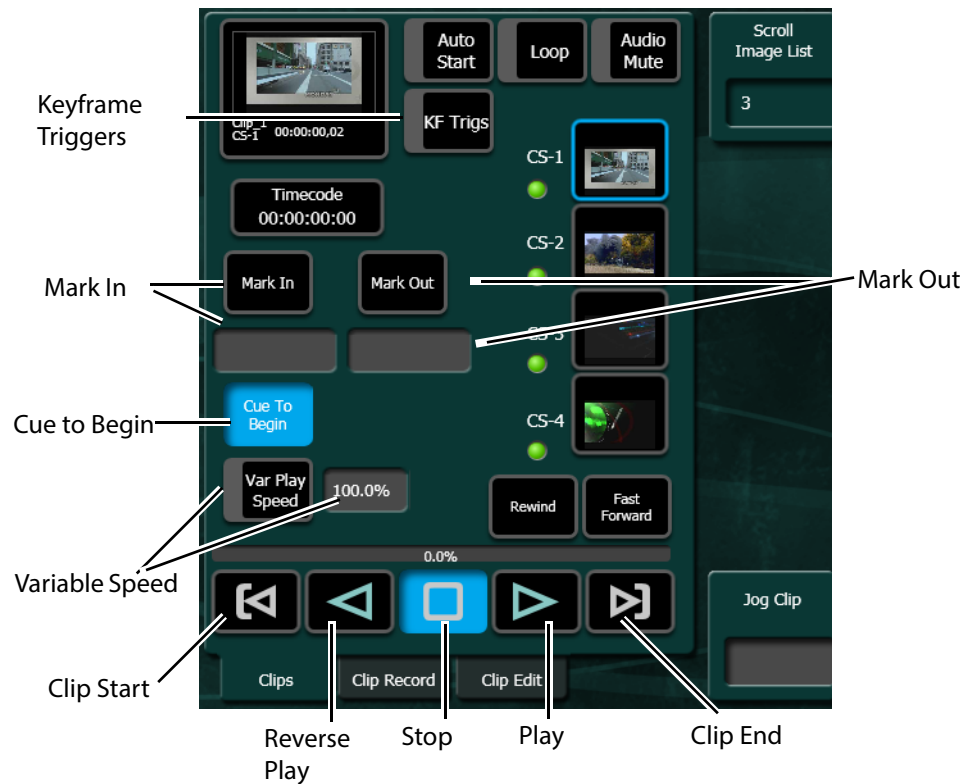 Auto
Start
Loop
Audio
Mute
Scroll
Image List
3
Keyframe
Triggers
KF Trigs
Clip_1
CS-1 00:00:00,02
CS-1
Timecode
00:00:00:00
CS-2
Mark In
Mark In
Mark Out
Mark Out
CS-3
Cue to Begin
Cue To
Begin
CS-4
Var Play
Speed
100.0%
Rewind
Fast
Forward
0.0%
Variable Speed
Jog Clip
Clip Start
Clips
Clip Record
Clip Edit
Reverse
Play
Stop
Play
Clip End